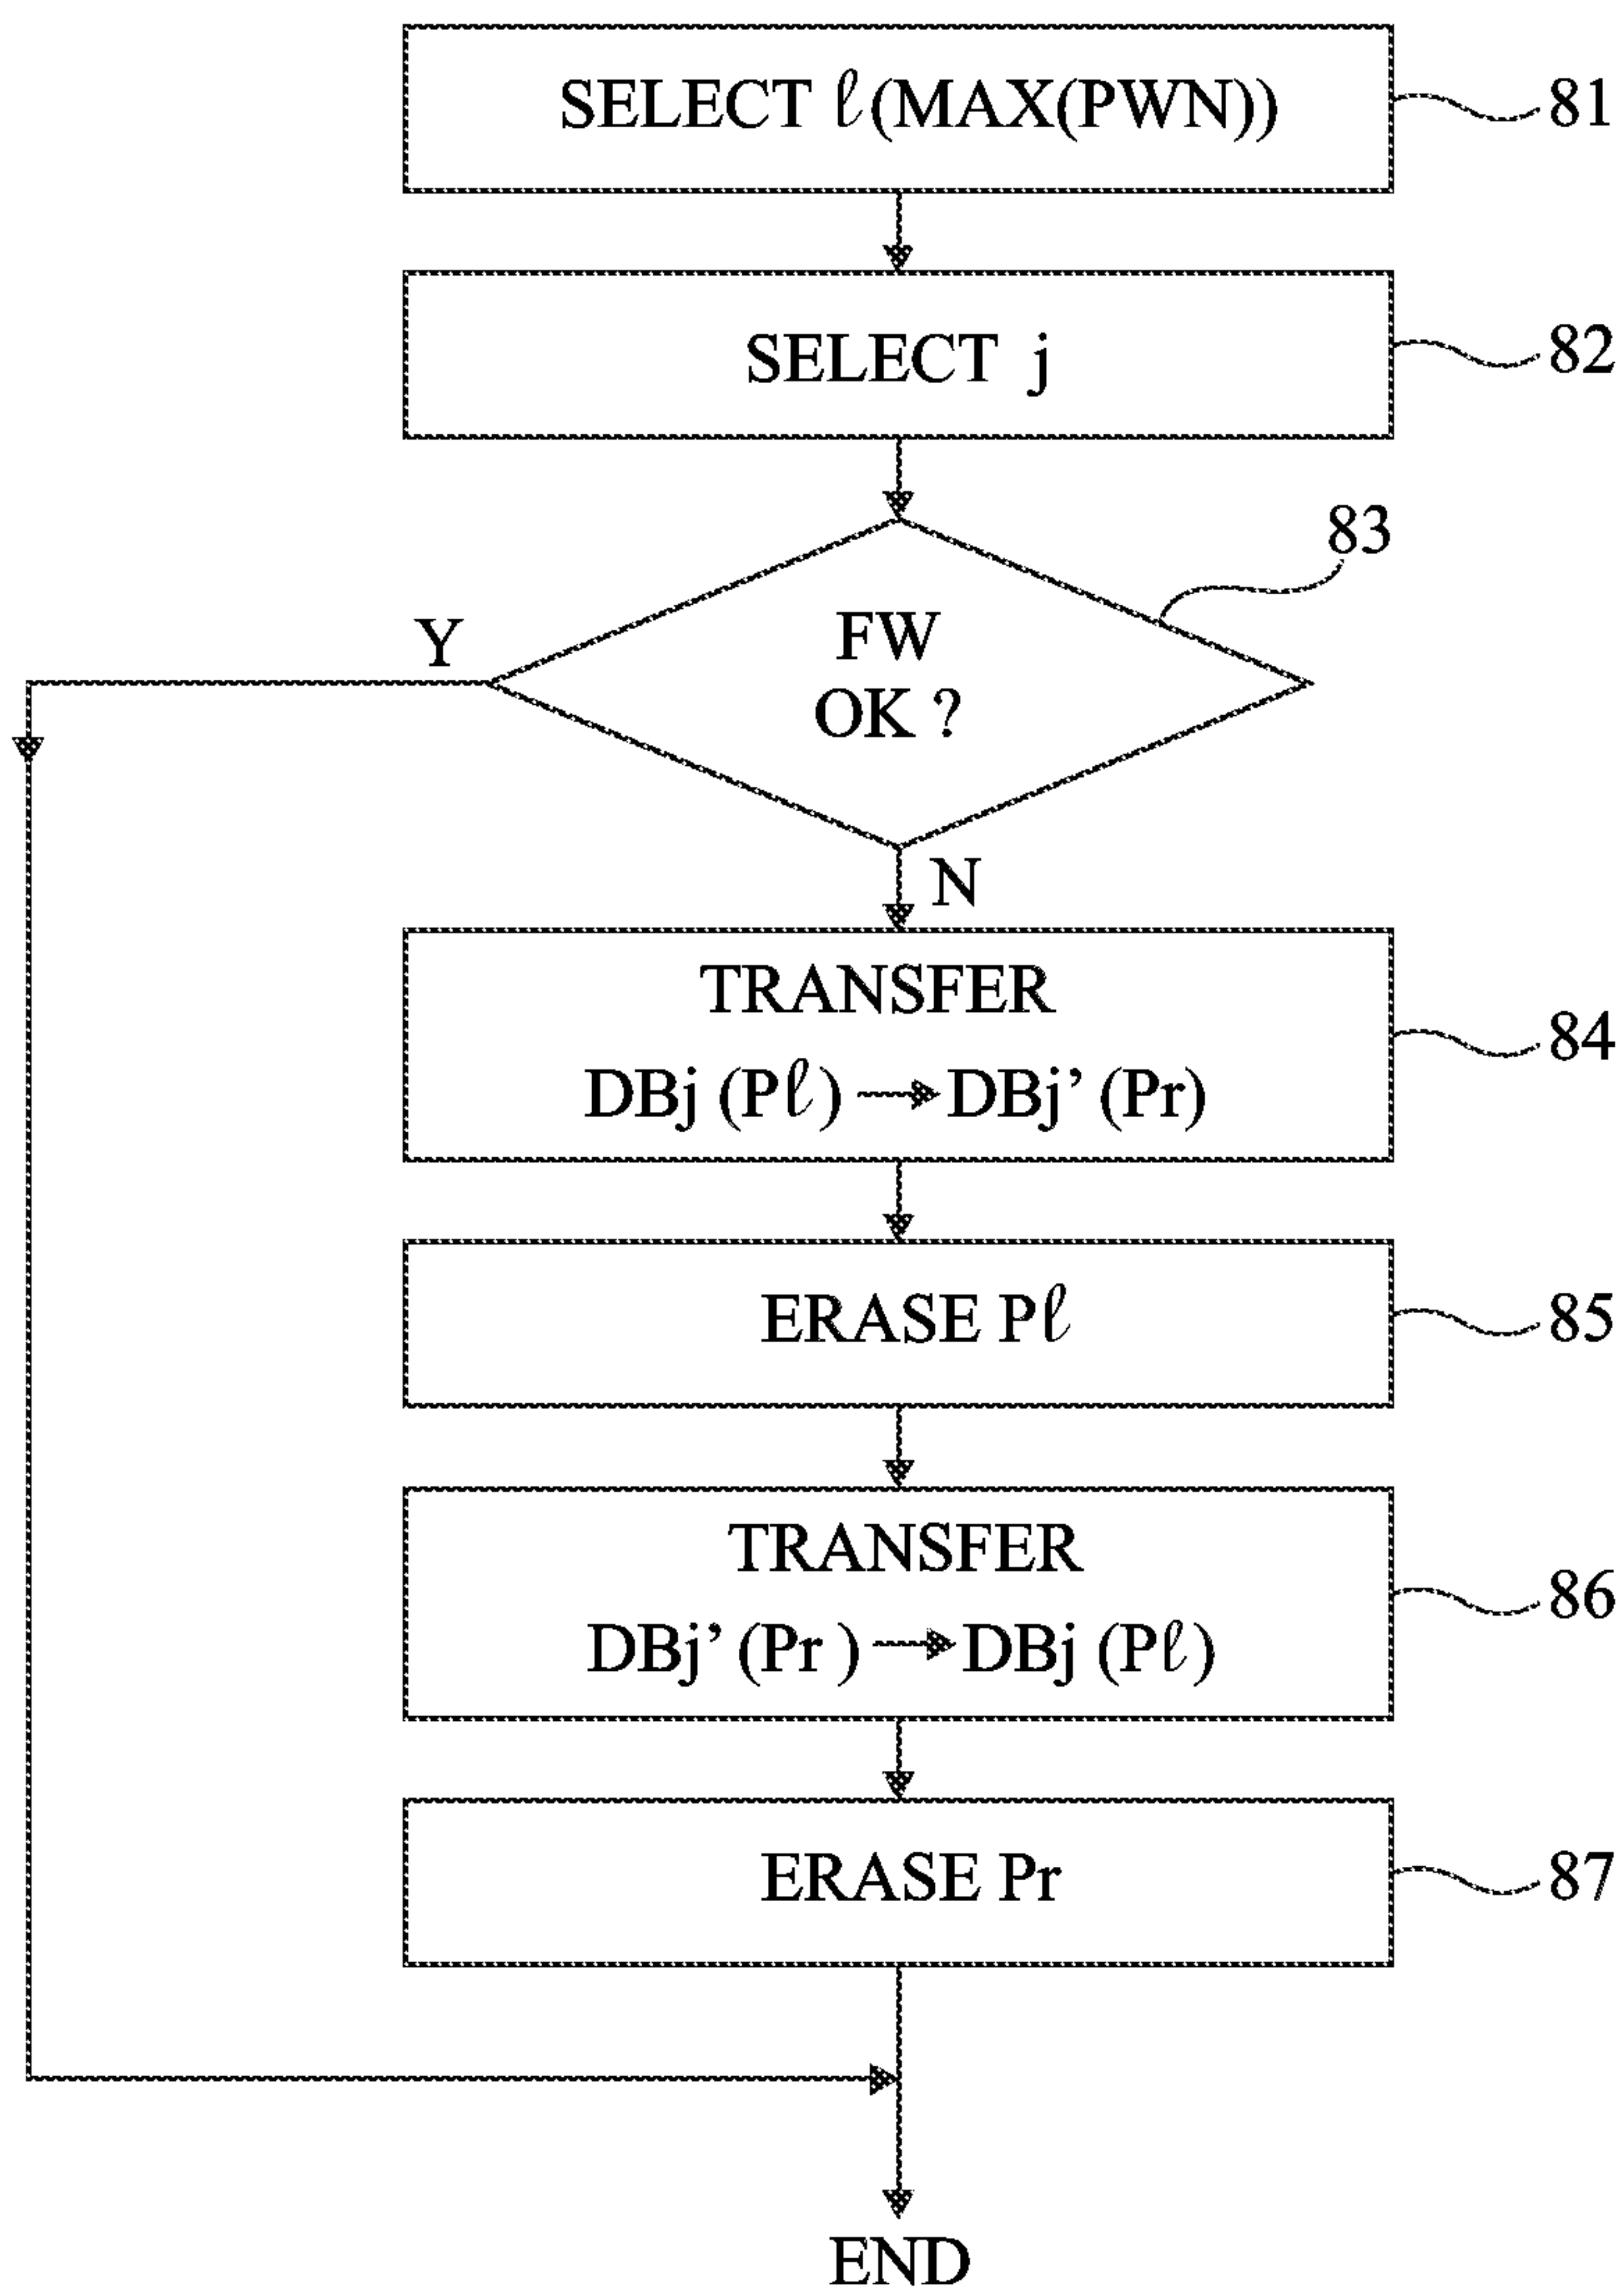 SELECT ℓ(MAX(PWN))
81
SELECT j
82
83
FW
OK ?
Y
N
TRANSFER
DBj (Pℓ) → DBj’ (Pr)
84
ERASE Pℓ
85
TRANSFER
DBj’ (Pr ) → DBj (Pℓ)
86
ERASE Pr
87
END